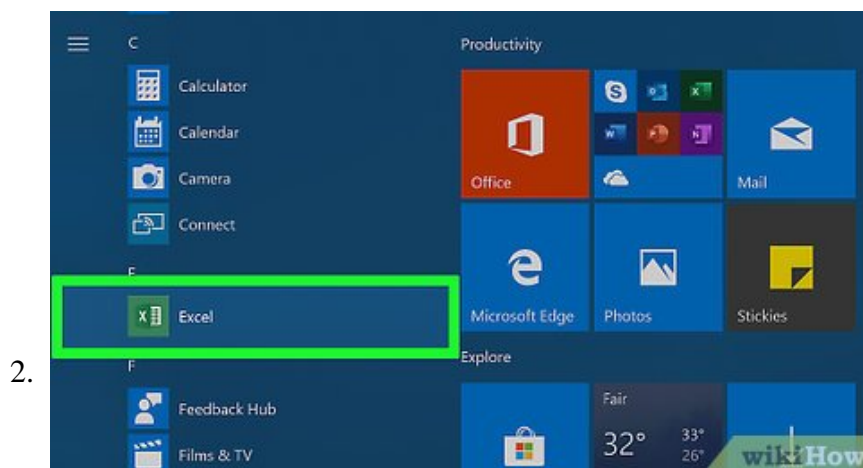 C
Productivity
Calculator
Calendar
Camera
Connect
Office
Mail
E
Excel
Microsoft Edge
Photos
Stickies
2.
F
Explore
Feedback Hub
Films & TV
Fair
32°
33°
26°
wikiHow